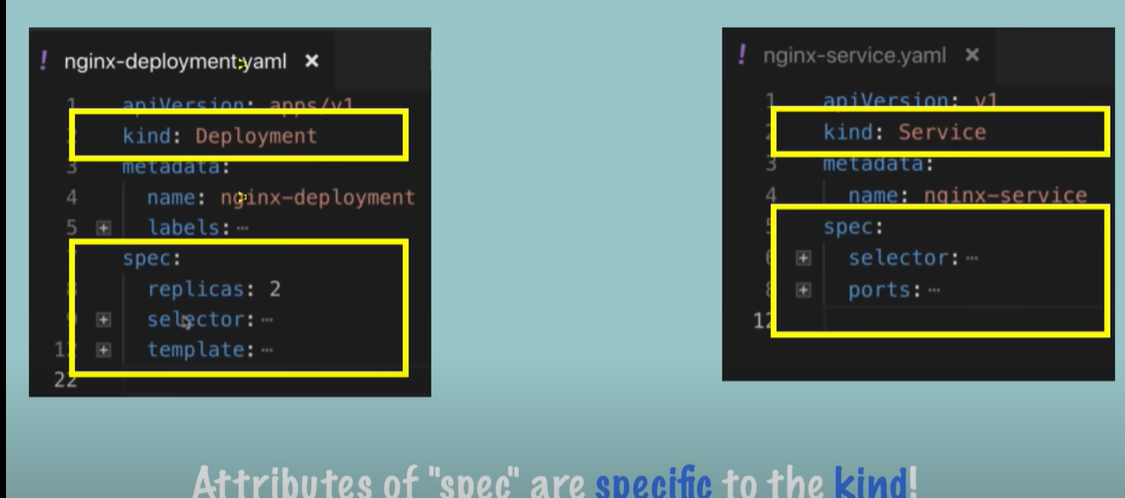 ! nginx-deployment.yaml ×
1 apiVersion: apps/v1
2 kind: Deployment
3 metadata:
4 name: nginx-deployment
5 labels:⋯
spec:
8 replicas: 2
9 selector:⋯
12 template:⋯
22
! nginx-service.yaml ×
1 apiVersion: v1
2 kind: Service
3 metadata:
4 name: nginx-service
5 spec:
6 selector:⋯
8 ports:⋯
12
Attributes of "spec" are specific to the kind!